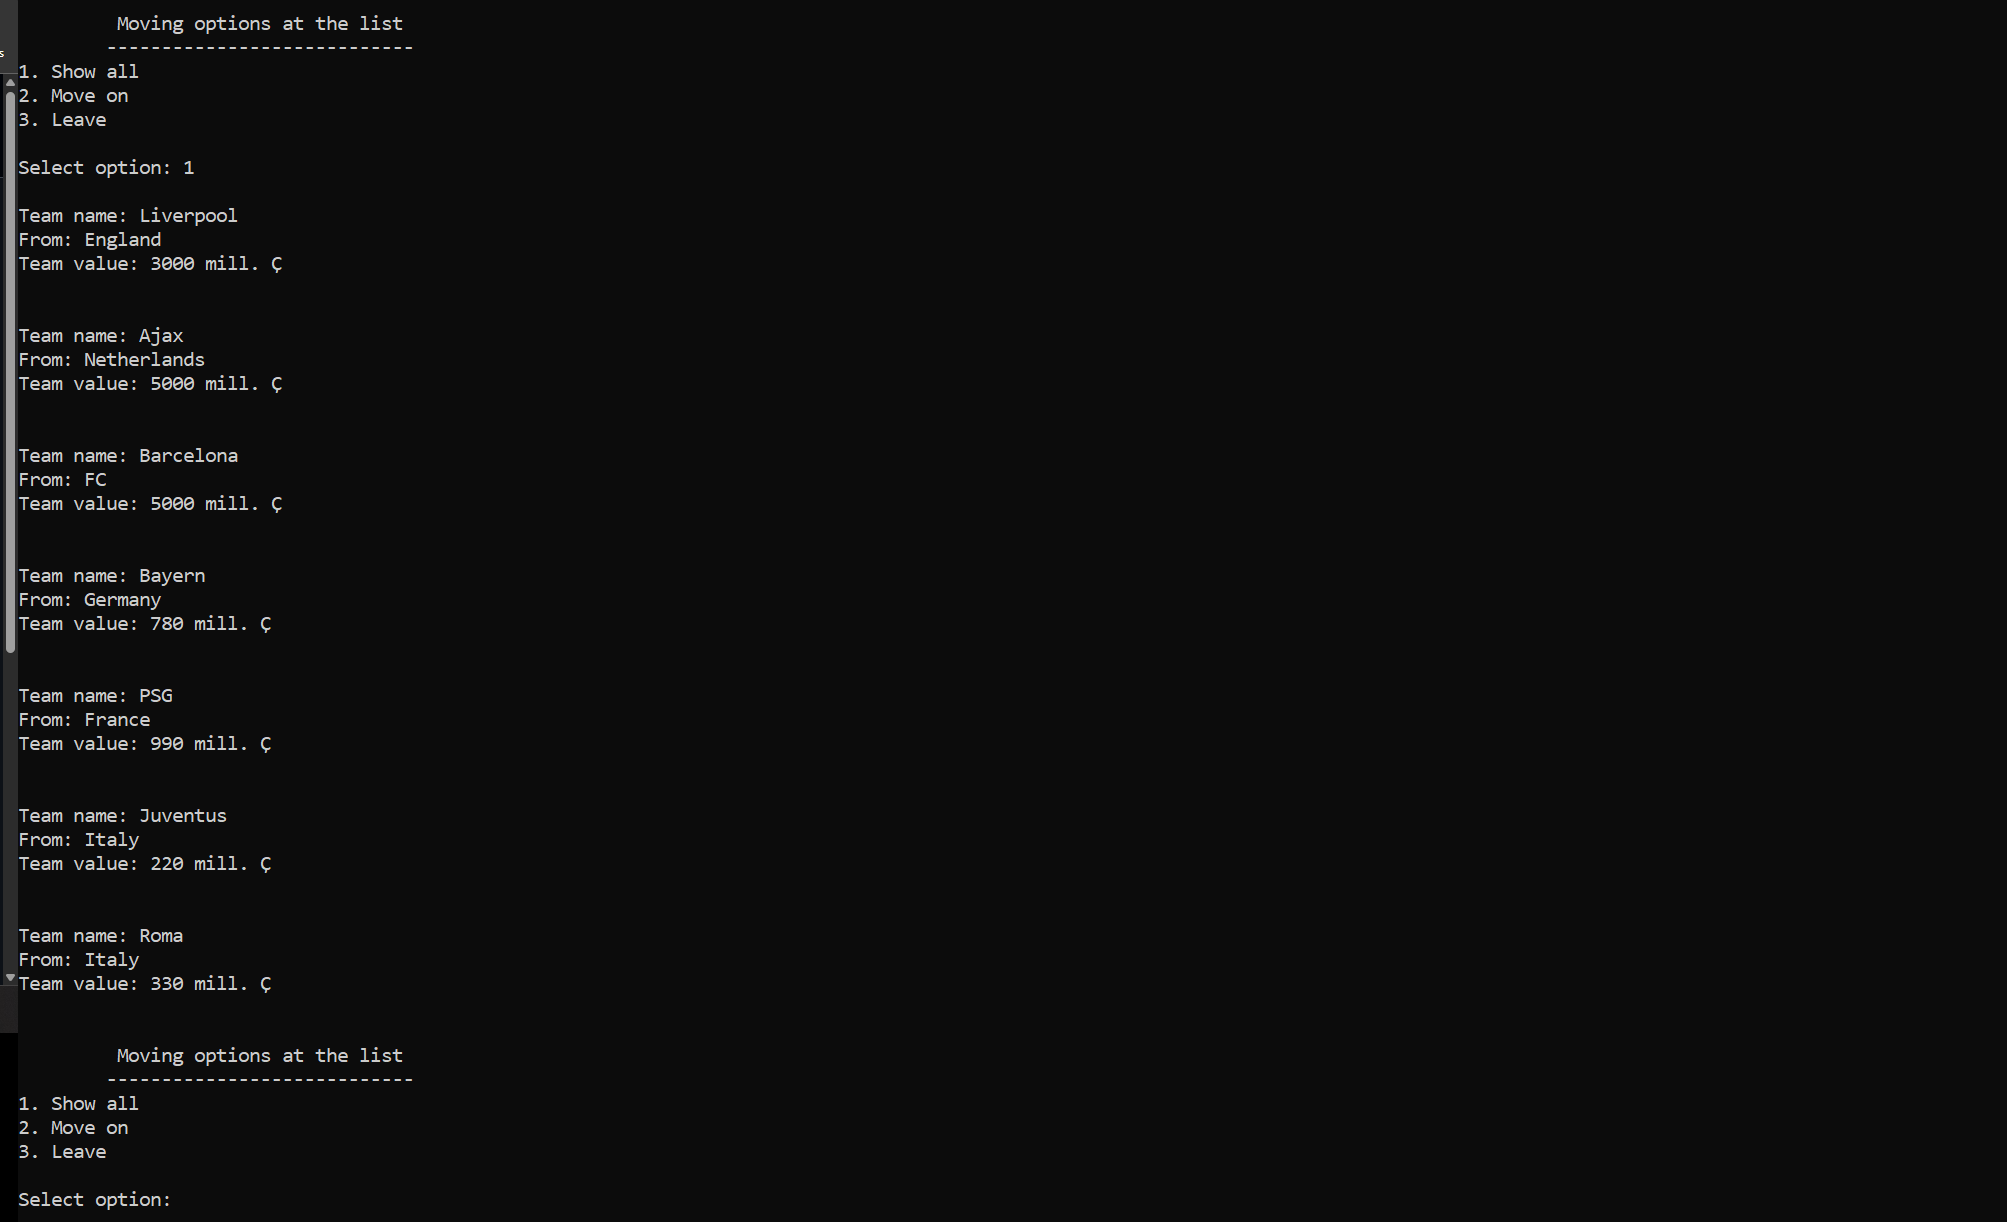 Moving options at the list
----------------------------
s
1. Show all
2. Move on
3. Leave
Select option: 1
Team name: Liverpool
From: England
Team value: 3000 mill. Ç
Team name: Ajax
From: Netherlands
Team value: 5000 mill. Ç
Team name: Barcelona
From: FC
Team value: 5000 mill. Ç
Team name: Bayern
From: Germany
Team value: 780 mill. Ç
Team name: PSG
From: France
Team value: 990 mill. Ç
Team name: Juventus
From: Italy
Team value: 220 mill. Ç
Team name: Roma
From: Italy
Team value: 330 mill. Ç
Moving options at the list
----------------------------
1. Show all
2. Move on
3. Leave
Select option: